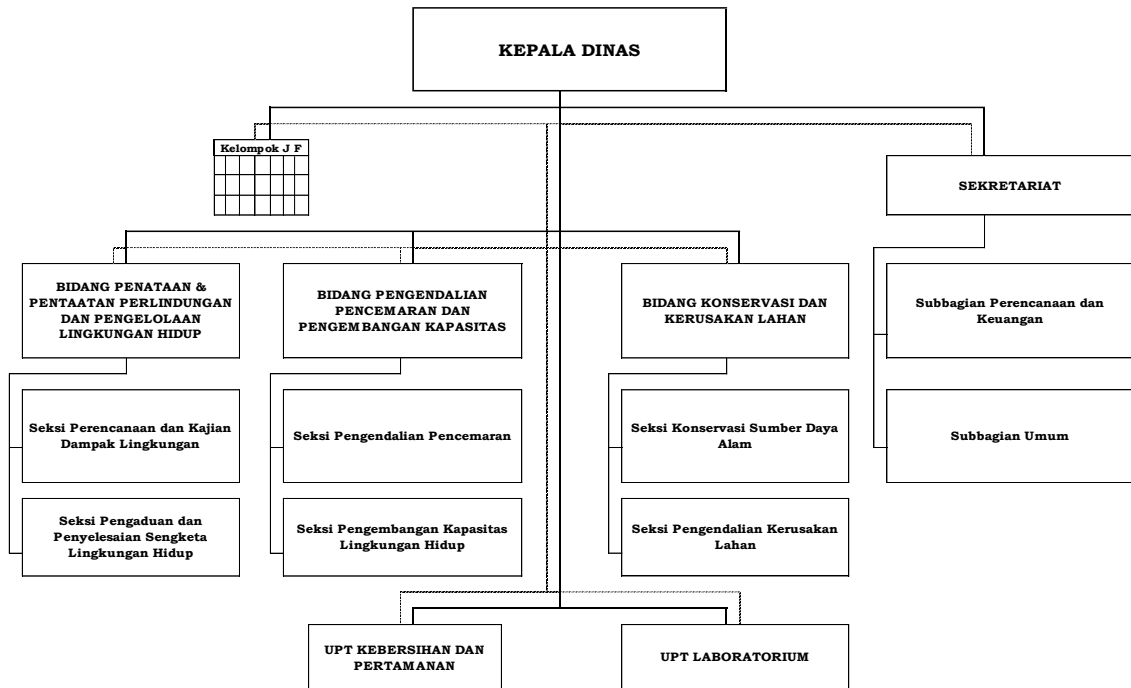 KEPALA DINAS
Kelompok J F
SEKRETARIAT
BIDANG PENATAAN &
PENTAATAN PERLINDUNGAN
DAN PENGELOLAAN
LINGKUNGAN HIDUP
BIDANG PENGENDALIAN
PENCEMARAN DAN
PENGEMBANGAN KAPASITAS
BIDANG KONSERVASI DAN
KERUSAKAN LAHAN
Subbagian Perencanaan dan
Keuangan
Seksi Perencanaan dan Kajian
Dampak Lingkungan
Seksi Pengendalian Pencemaran
Seksi Konservasi Sumber Daya
Alam
Subbagian Umum
Seksi Pengaduan dan
Penyelesaian Sengketa
Lingkungan Hidup
Seksi Pengembangan Kapasitas
Lingkungan Hidup
Seksi Pengendalian Kerusakan
Lahan
UPT KEBERSIHAN DAN
PERTAMANAN
UPT LABORATORIUM